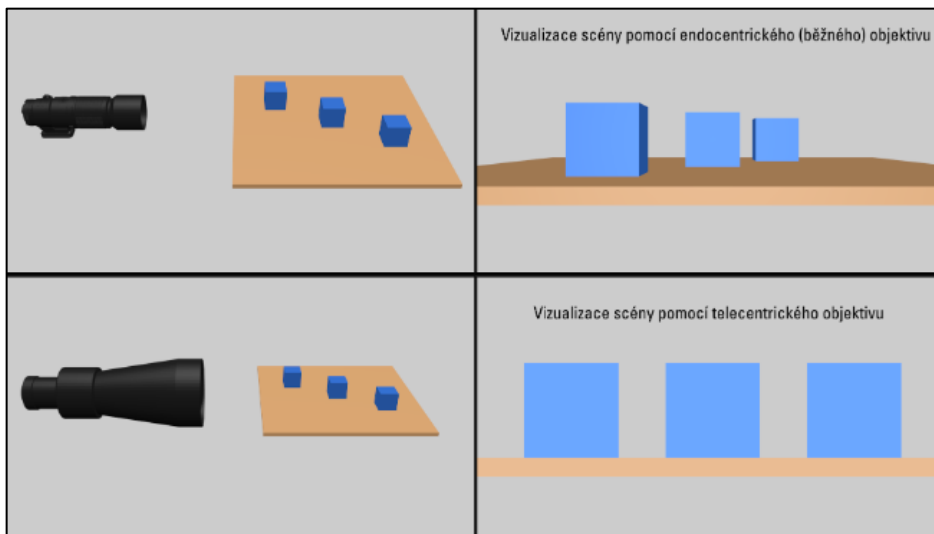 Vizualizace scény pomocí endocentrického (běžného) objektivu
Vizualizace scény pomocí telecentrického objektivu